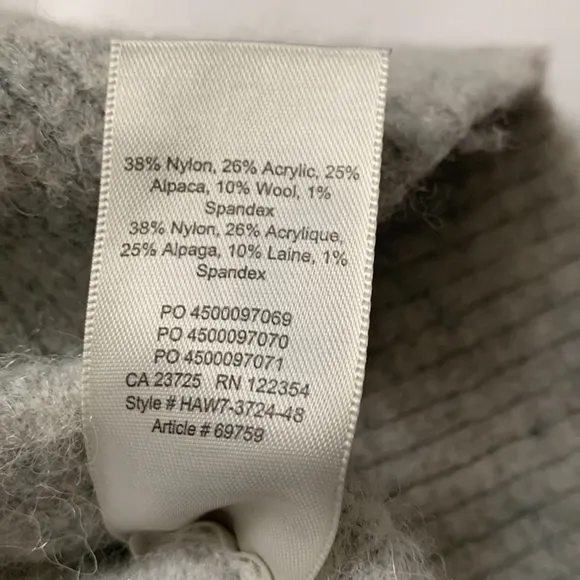 38% Nylon, 26% Acrylic, 25%
Alpaca, 10% Wool, 1%
Spandex
38% Nylon, 26% Acrylique,
25% Alpaga, 10% Laine, 1%
Spandex
PO 4500097069
PO 4500097070
PO 4500097071
CA 23725 RN 122354
Style # HAW7-3724-48
Article # 69759